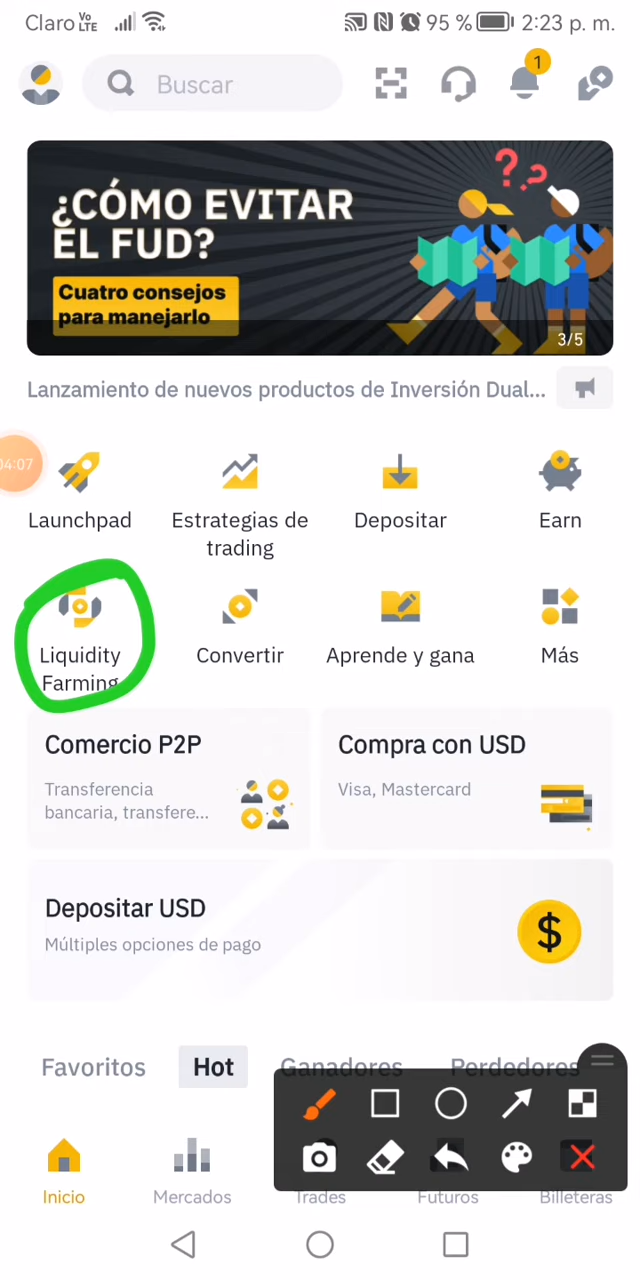 Claro Vo LTE 95 % 2:23 p. m.
Buscar
1
¿CÓMO EVITAR
EL FUD?
Cuatro consejos
para manejarlo
3/5
Lanzamiento de nuevos productos de Inversión Dual...
04:07
Launchpad
Estrategias de
trading
Depositar
Earn
Liquidity
Farming
Convertir
Aprende y gana
Más
Comercio P2P
Transferencia
bancaria, transfere...
Compra con USD
Visa, Mastercard
Depositar USD
Múltiples opciones de pago
$
Favoritos Hot Ganadores Perdedores
Inicio Mercados Trades Futuros Billeteras